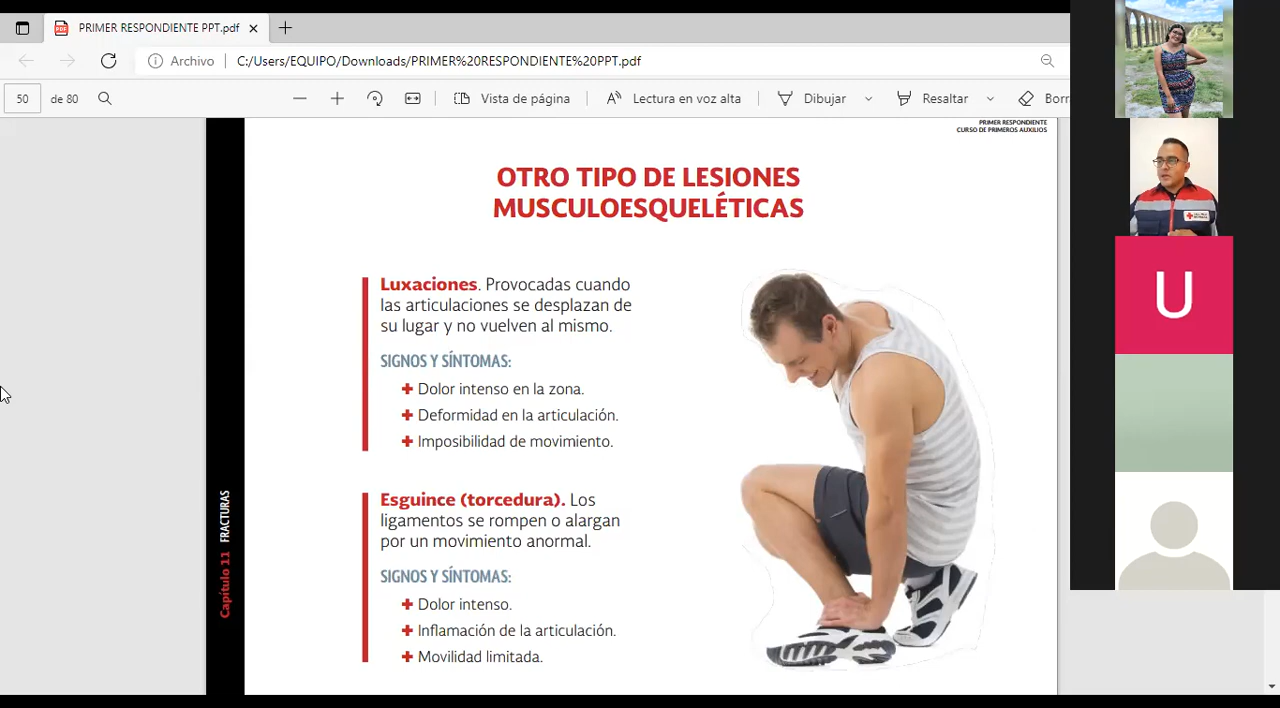 PRIMER RESPONDIENTE PPT.pdf
Archivo
C:/Users/EQUIPO/Downloads/PRIMER%20RESPONDIENTE%20PPT.pdf
50 de 80
Vista de página
Lectura en voz alta
Dibujar
Resaltar
Borr
PRIMER RESPONDIENTE
CURSO DE PRIMEROS AUXILIOS
OTRO TIPO DE LESIONES
MUSCULOESQUELÉTICAS
Luxaciones. Provocadas cuando
las articulaciones se desplazan de
su lugar y no vuelven al mismo.
SIGNOS Y SÍNTOMAS:
Dolor intenso en la zona.
Deformidad en la articulación.
Imposibilidad de movimiento.
Esguince (torcedura). Los
ligamentos se rompen o alargan
por un movimiento anormal.
SIGNOS Y SÍNTOMAS:
Dolor intenso.
Inflamación de la articulación.
Movilidad limitada.
Capítulo 11 FRACTURAS
U